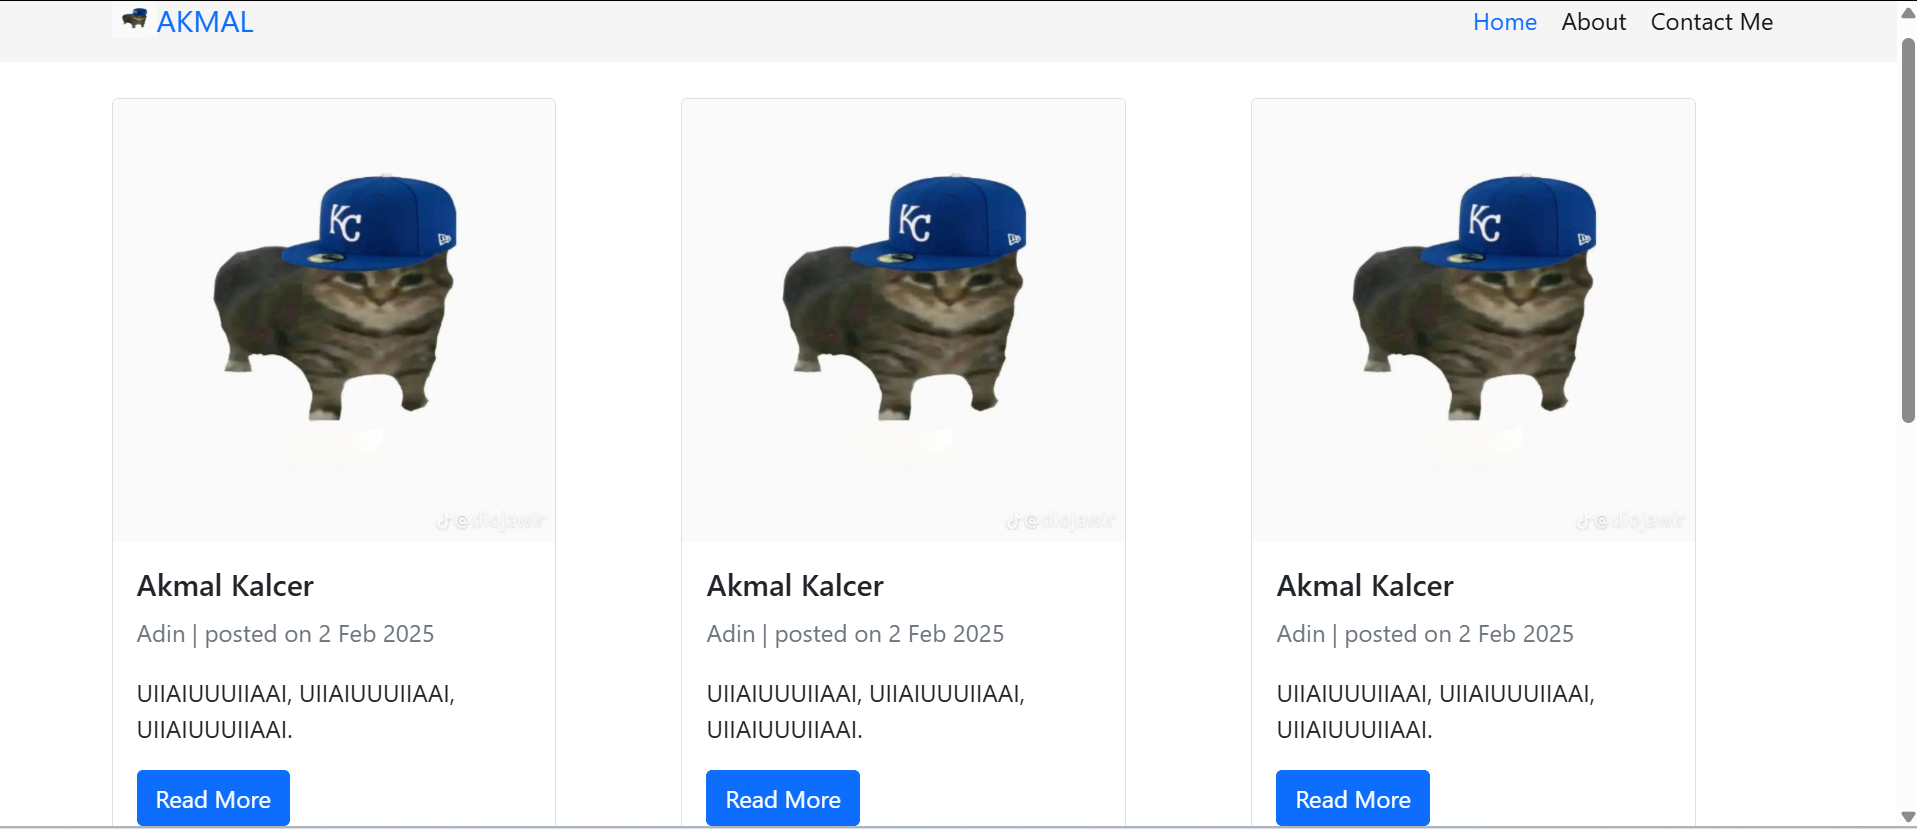 AKMAL
Home About Contact Me
KC
KC
KC
@diojawir
@diojawir
@diojawir
Akmal Kalcer
Adin | posted on 2 Feb 2025
UIIAIUUUIIAAI, UIIAIUUUIIAAI,
UIIAIUUUIIAAI.
Read More
Akmal Kalcer
Adin | posted on 2 Feb 2025
UIIAIUUUIIAAI, UIIAIUUUIIAAI,
UIIAIUUUIIAAI.
Read More
Akmal Kalcer
Adin | posted on 2 Feb 2025
UIIAIUUUIIAAI, UIIAIUUUIIAAI,
UIIAIUUUIIAAI.
Read More